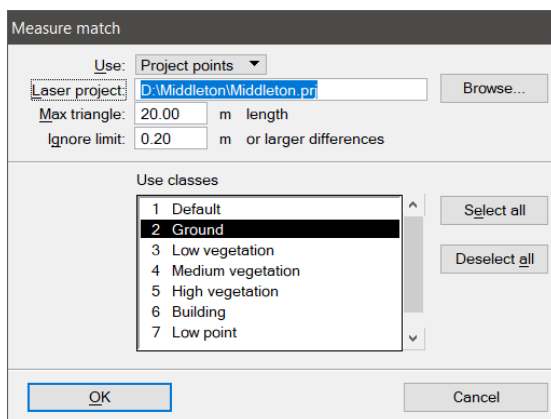 Measure match
Use: Project points
Laser project: D:\Middleton\Middleton.prj Browse...
Max triangle: 20.00 m length
Ignore limit: 0.20 m or larger differences
Use classes
1 Default
2 Ground
3 Low vegetation
4 Medium vegetation
5 High vegetation
6 Building
7 Low point
Select all
Deselect all
OK Cancel